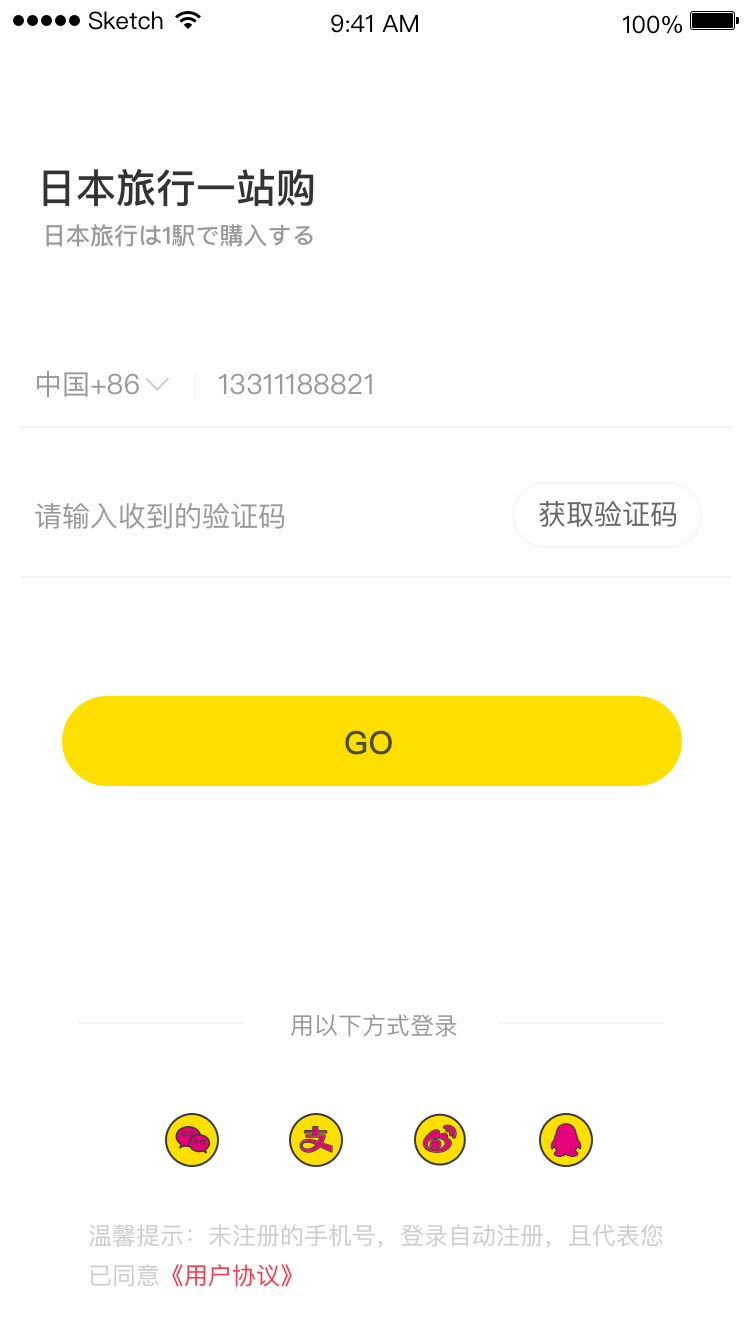 Sketch 9:41 AM 100%
日本旅行一站购
日本旅行は1駅で購入する
中国+86 13311188821
请输入收到的验证码 获取验证码
GO
用以下方式登录
支
温馨提示：未注册的手机号，登录自动注册，且代表您
已同意《用户协议》